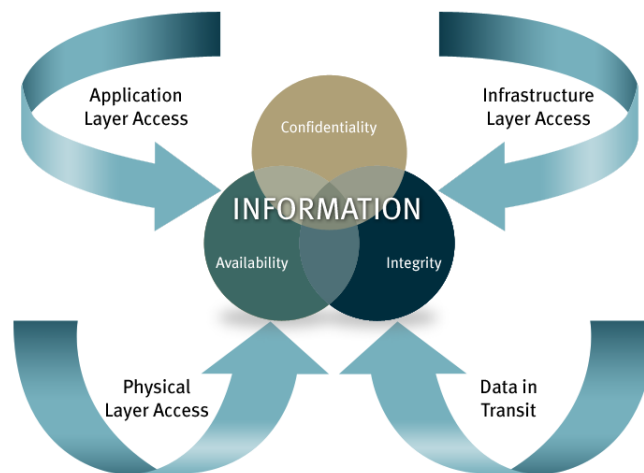 Application
Layer Access
Infrastructure
Layer Access
Confidentiality
INFORMATION
Availability
Integrity
Physical
Layer Access
Data in
Transit